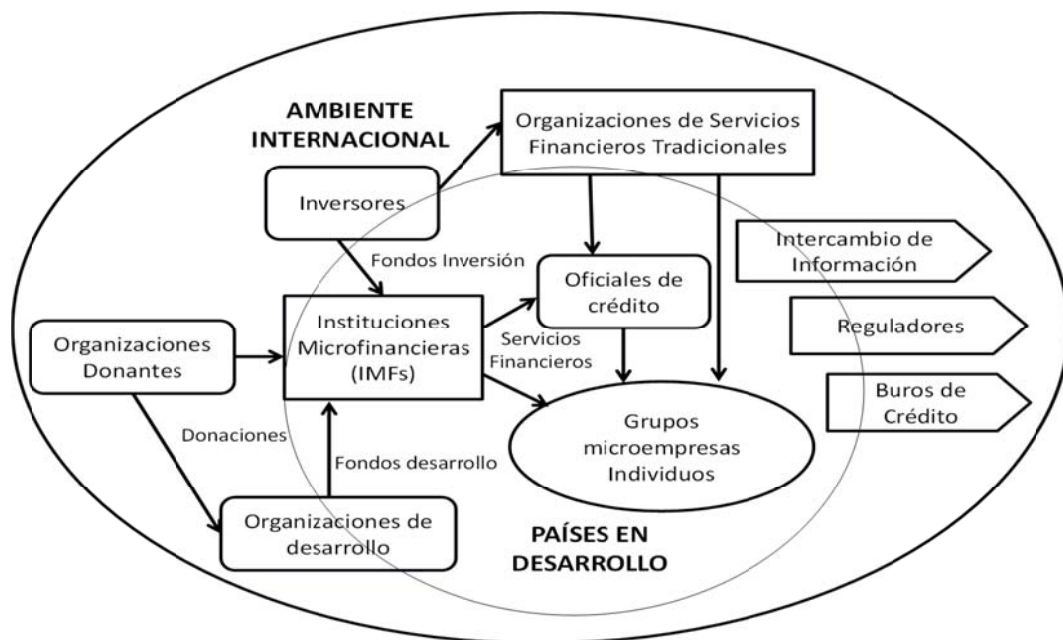 AMBIENTE
INTERNACIONAL
Organizaciones de Servicios
Financieros Tradicionales
Inversores
Intercambio de
Información
Fondos Inversión
Oficiales de
crédito
Instituciones
Microfinancieras
(IMFs)
Servicios
Financieros
Reguladores
Organizaciones
Donantes
Buros de
Crédito
Grupos
microempresas
Individuos
Donaciones
Fondos desarrollo
Organizaciones de
desarrollo
PAÍSES EN
DESARROLLO